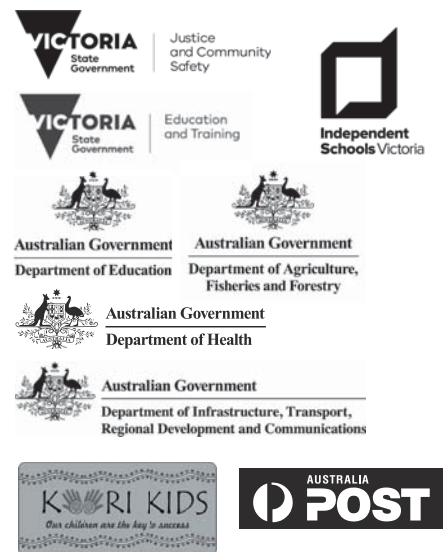 VICTORIA
State
Government
Justice
and Community
Safety
VICTORIA
State
Government
Education
and Training
Independent
Schools Victoria
Australian Government
Department of Education
Australian Government
Department of Agriculture,
Fisheries and Forestry
Australian Government
Department of Health
Australian Government
Department of Infrastructure, Transport,
Regional Development and Communications
KOORI KIDS
Our children are the key to success
AUSTRALIA
POST